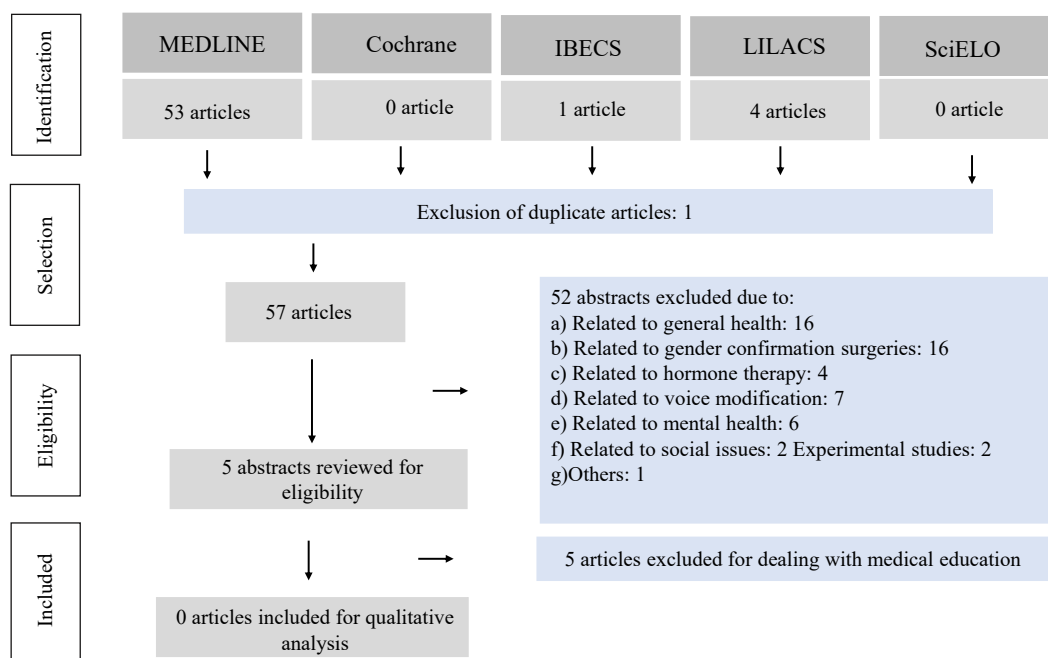 Identification
MEDLINE
Cochrane
IBECS
LILACS
SciELO
53 articles
0 article
1 article
4 articles
0 article
Selection
Exclusion of duplicate articles: 1
57 articles
Eligibility
52 abstracts excluded due to:
a) Related to general health: 16
b) Related to gender confirmation surgeries: 16
c) Related to hormone therapy: 4
d) Related to voice modification: 7
e) Related to mental health: 6
f) Related to social issues: 2 Experimental studies: 2
g)Others: 1
5 abstracts reviewed for
eligibility
Included
5 articles excluded for dealing with medical education
0 articles included for qualitative
analysis